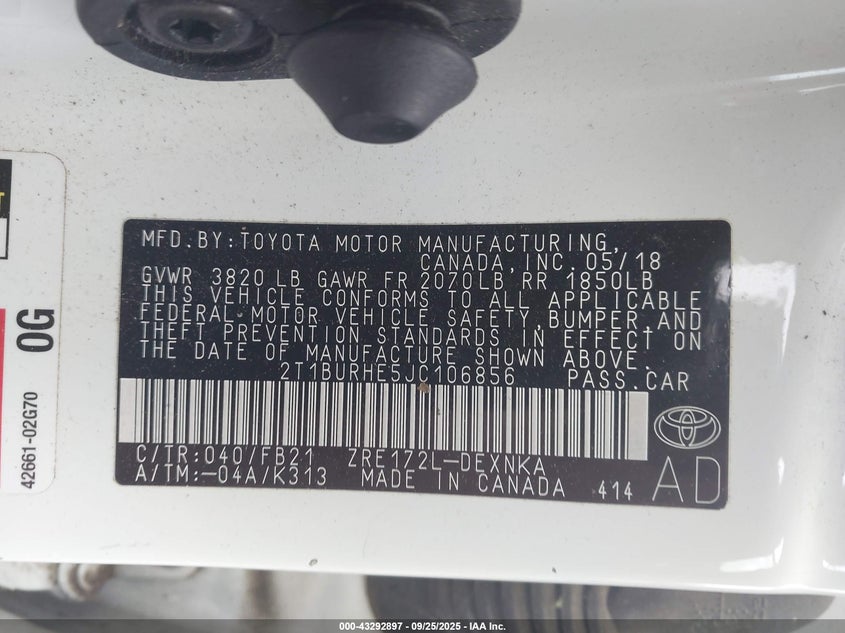 MFD.BY:TOYOTA MOTOR MANUFACTURING,
CANADA,INC. 05/18
GVWR 3820 LB GAWR FR 2070LB RR 1850LB
THIS VEHICLE CONFORMS TO ALL APPLICABLE
FEDERAL MOTOR VEHICLE SAFETY,BUMPER,AND
THEFT PREVENTION STANDARDS IN EFFECT ON
THE DATE OF MANUFACTURE SHOWN ABOVE.
2T1BURHE5JC106856 PASS.CAR
C/TR:040/FB21 ZRE172L-DEXNKA
A/TM:-04A/K313 MADE IN CANADA 414
AD
0G
42661-02G70
000-43292897 - 09/25/2025 - IAA Inc.